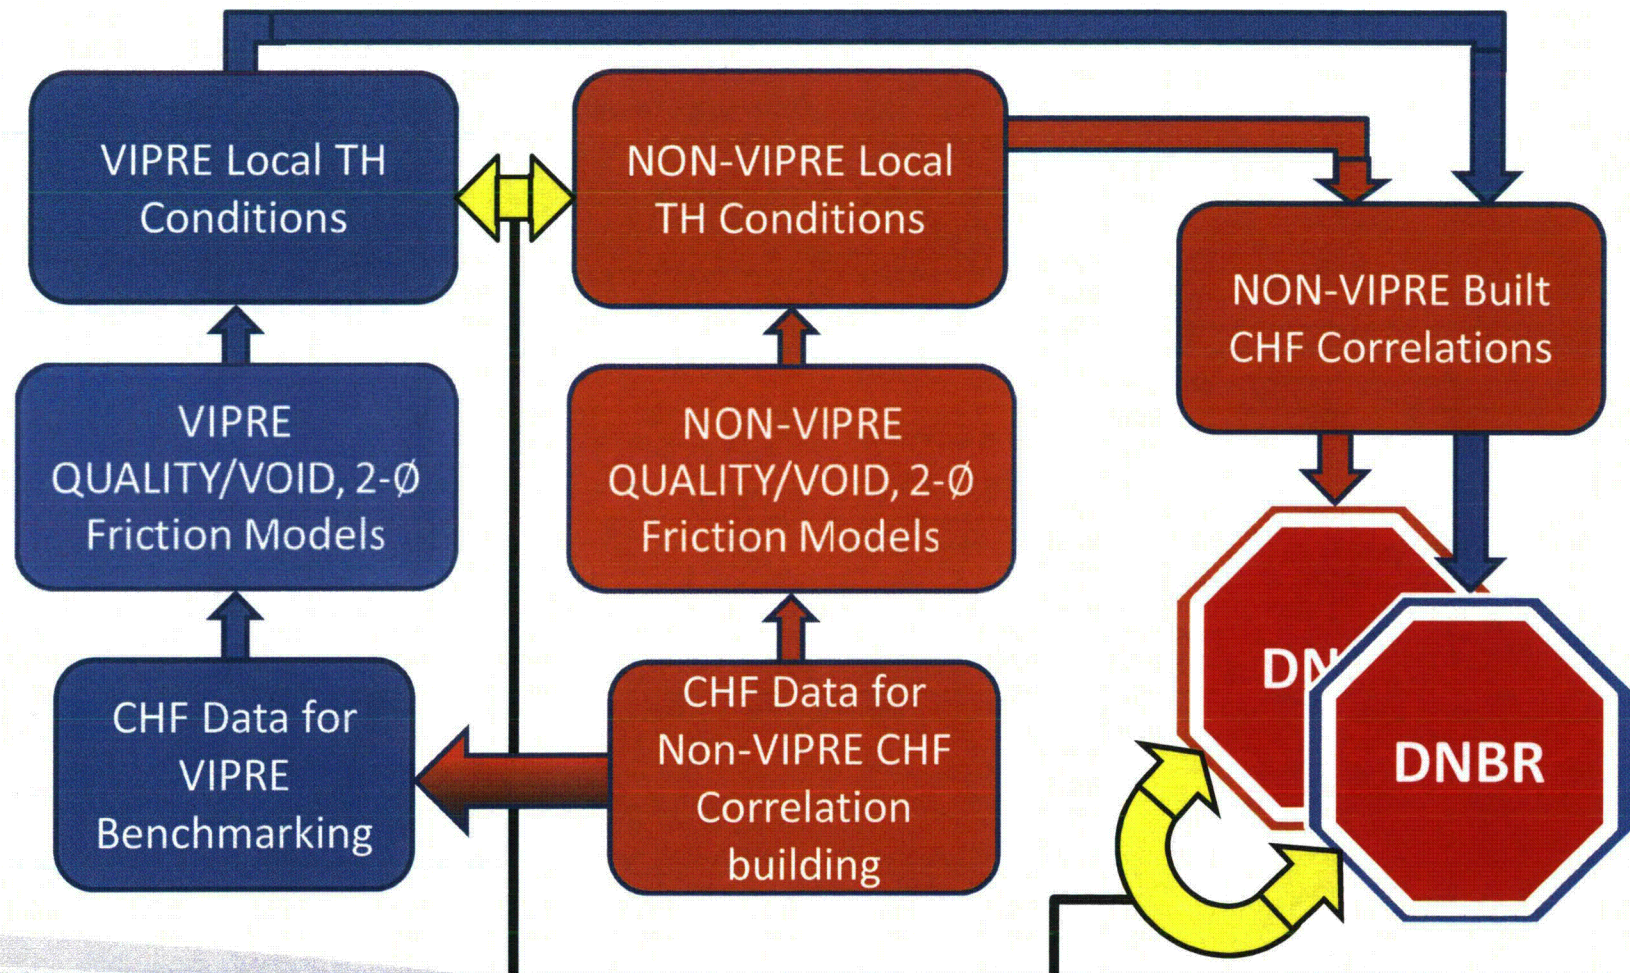 VIPRE Local TH
Conditions
NON-VIPRE Local
TH Conditions
NON-VIPRE Built
CHF Correlations
VIPRE
QUALITY/VOID, 2-Ø
Friction Models
NON-VIPRE
QUALITY/VOID, 2-Ø
Friction Models
CHF Data for
VIPRE
Benchmarking
CHF Data for
Non-VIPRE CHF
Correlation
building
DN
DNBR